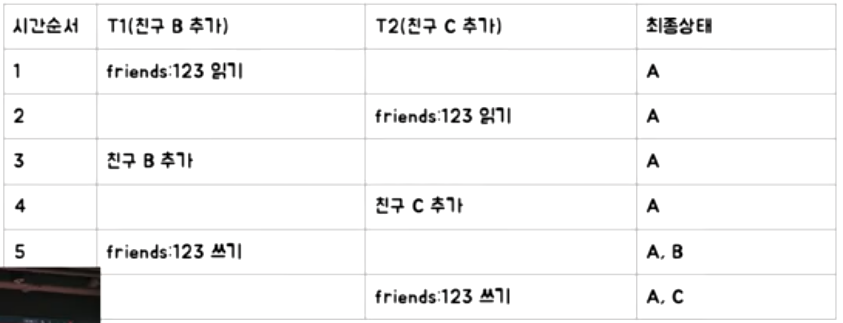 시간순서 T1(친구 B 추가) T2(친구 C 추가) 최종상태
1 friends:123 읽기 A
2 friends:123 읽기 A
3 친구 B 추가 A
4 친구 C 추가 A
5 friends:123 쓰기 A, B
friends:123 쓰기 A, C